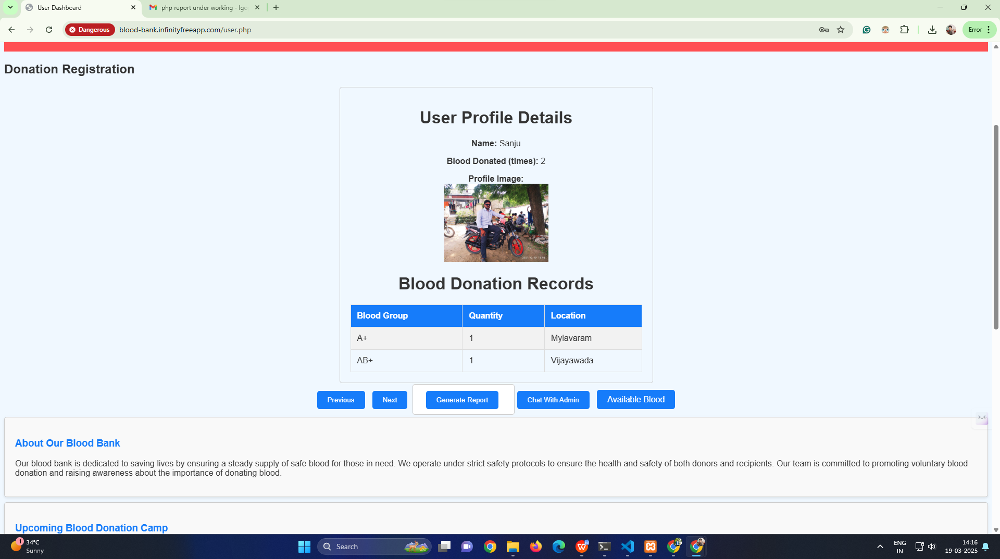 User Dashboard
php report under working - lgo
Dangerous
blood-bank.infinityfreeapp.com/user.php
Error
Donation Registration
User Profile Details
Name: Sanju
Blood Donated (times): 2
Profile Image:
Blood Donation Records
Blood Group Quantity Location
A+ 1 Mylavaram
AB+ 1 Vijayawada
Previous Next Generate Report Chat With Admin Available Blood
About Our Blood Bank
Our blood bank is dedicated to saving lives by ensuring a steady supply of safe blood for those in need. We operate under strict safety protocols to ensure the health and safety of both donors and recipients. Our team is committed to promoting voluntary blood
donation and raising awareness about the importance of donating blood.
Upcoming Blood Donation Camp
1
34°C
Sunny
Search
ENG
IN
14:16
19-03-2025